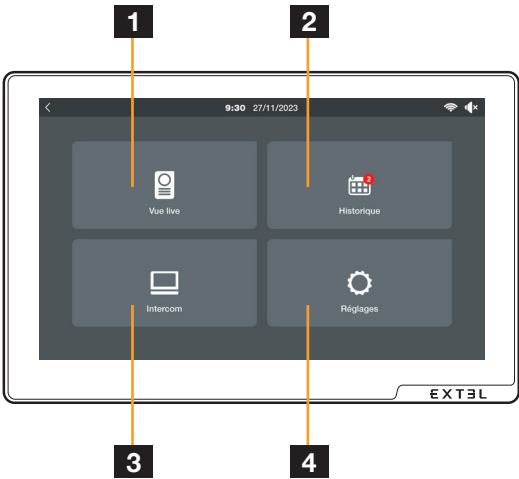 1 2
9:30 27/11/2023
2
Vue live Historique
Intercom Réglages
EXTEL
3 4